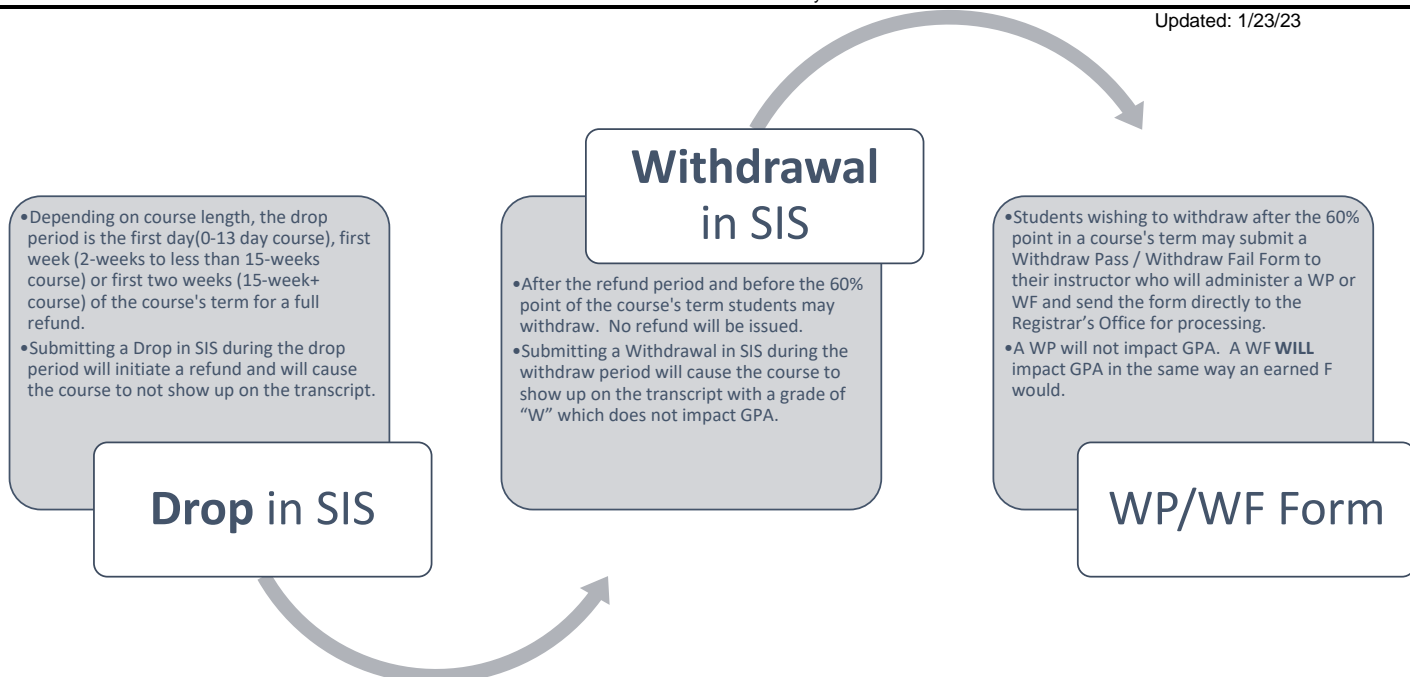 Updated: 1/23/23
•Depending on course length, the drop
period is the first day(0-13 day course), first
week (2-weeks to less than 15-weeks
course) or first two weeks (15-week+
course) of the course's term for a full
refund.
•Submitting a Drop in SIS during the drop
period will initiate a refund and will cause
the course to not show up on the transcript.
Drop in SIS
Withdrawal
in SIS
•After the refund period and before the 60%
point of the course's term students may
withdraw.  No refund will be issued.
•Submitting a Withdrawal in SIS during the
withdraw period will cause the course to
show up on the transcript with a grade of
“W” which does not impact GPA.
•Students wishing to withdraw after the 60%
point in a course's term may submit a
Withdraw Pass / Withdraw Fail Form to
their instructor who will administer a WP or
WF and send the form directly to the
Registrar’s Office for processing.
•A WP will not impact GPA.  A WF WILL
impact GPA in the same way an earned F
would.
WP/WF Form